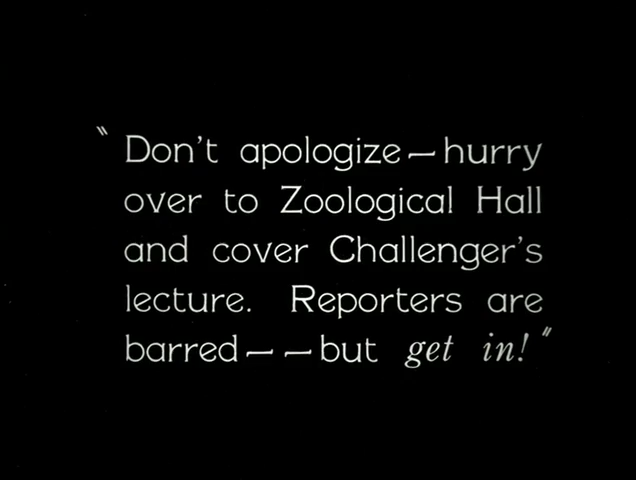 "Don't apologize—hurry
over to Zoological Hall
and cover Challenger's
lecture. Reporters are
barred——but get in!"